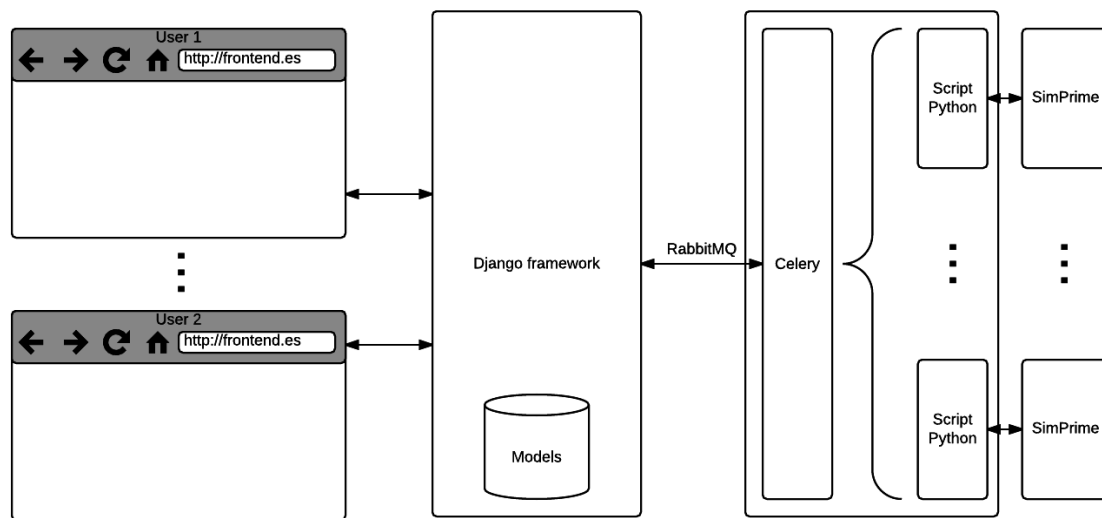 User 1
http://frontend.es
User 2
http://frontend.es
Django framework
Models
RabbitMQ
Celery
Script
Python
SimPrime
Script
Python
SimPrime